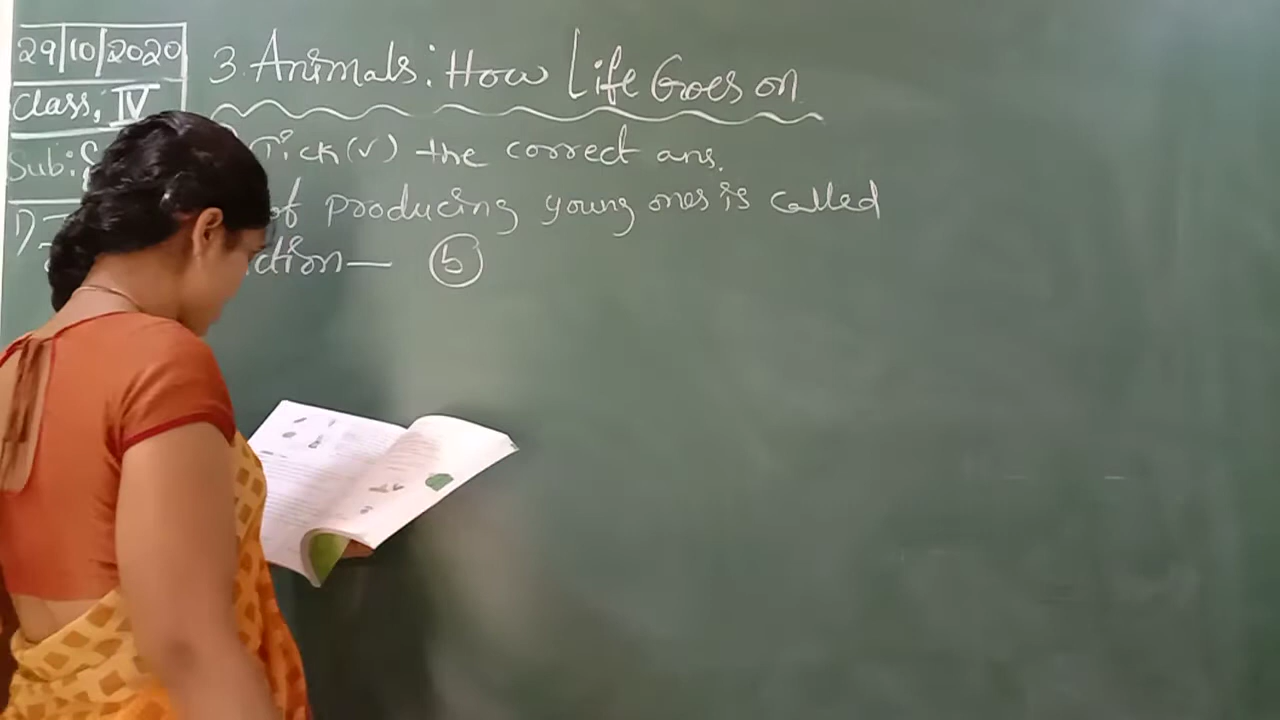 29/10/2020
Class, IV
Sub:
3. Animals: How Life Goes on
Tick(✓) the correct ans.
of producing young ones is called
ction— b